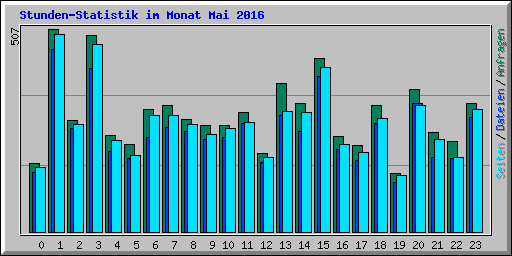 Stunden-Statistik im Monat Mai 2016
507
Seiten/Dateien/Anfragen
0 1 2 3 4 5 6 7 8 9 10 11 12 13 14 15 16 17 18 19 20 21 22 23